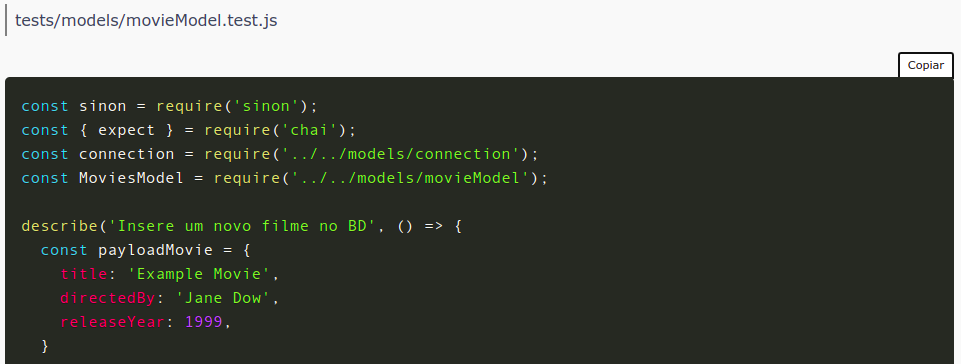 tests/models/movieModel.test.js
Copiar
const sinon = require('sinon');
const { expect } = require('chai');
const connection = require('../../models/connection');
const MoviesModel = require('../../models/movieModel');
describe('Insere um novo filme no BD', () => {
  const payloadMovie = {
    title: 'Example Movie',
    directedBy: 'Jane Dow',
    releaseYear: 1999,
  }